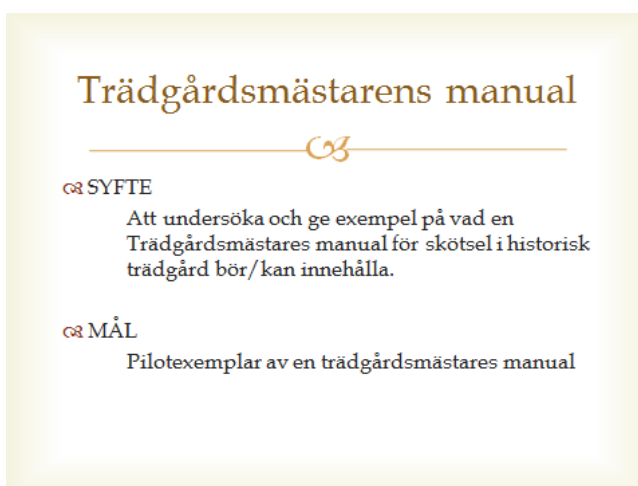 Trädgårdsmästarens manual
SYFTE
Att undersöka och ge exempel på vad en
Trädgårdsmästares manual för skötsel i historisk
trädgård bör/kan innehålla.
MÅL
Pilotexemplar av en trädgårdsmästares manual